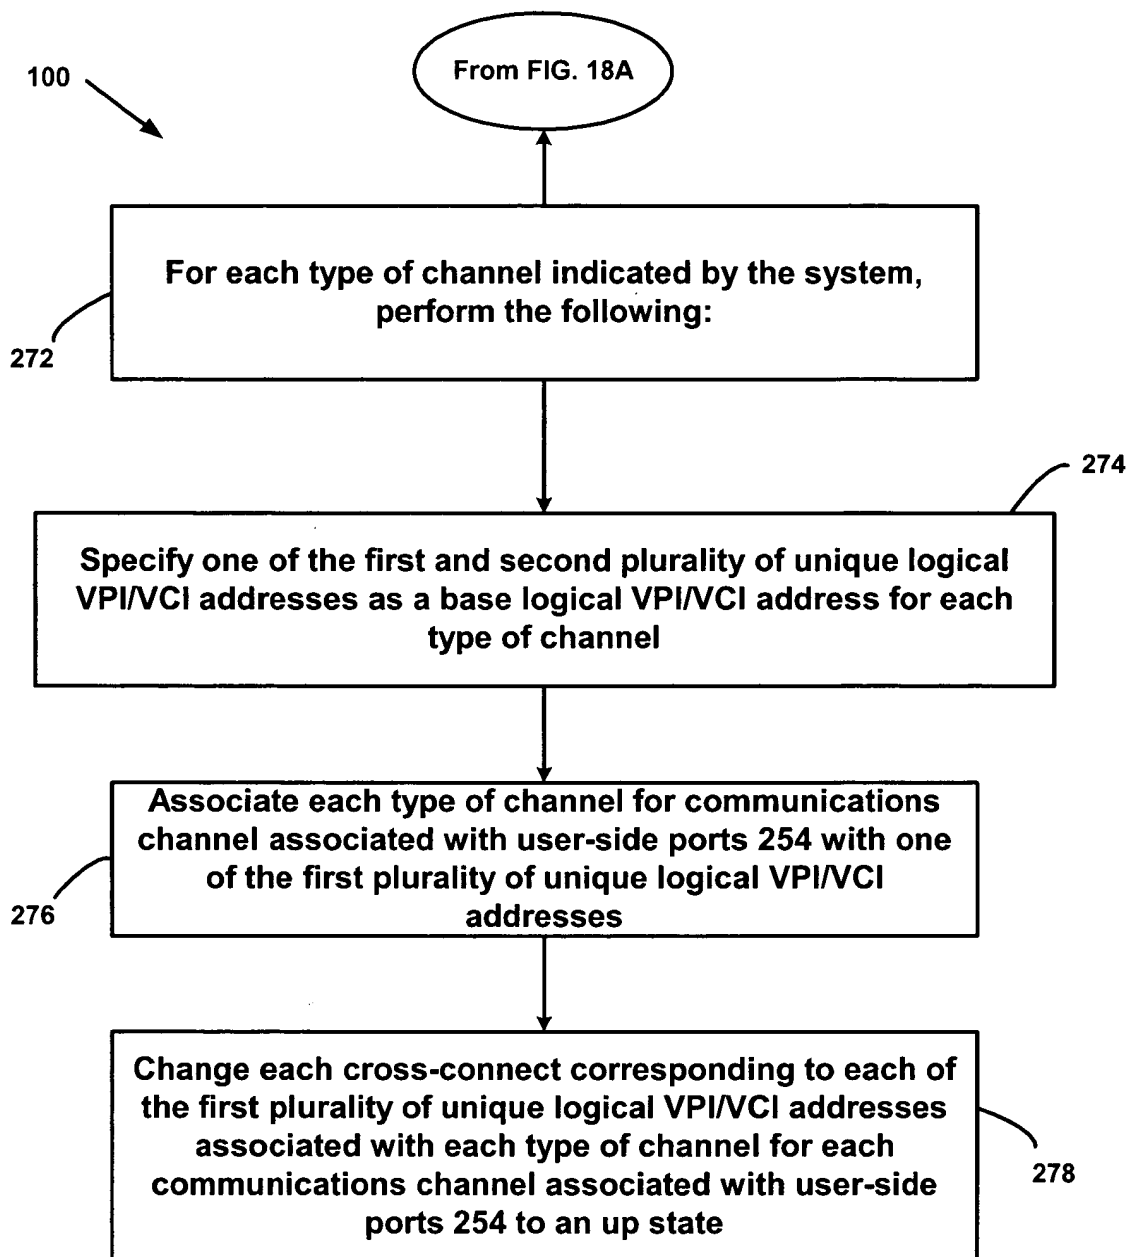 From FIG. 18A
100
For each type of channel indicated by the system,
perform the following:
272
274
Specify one of the first and second plurality of unique logical
VPI/VCI addresses as a base logical VPI/VCI address for each
type of channel
Associate each type of channel for communications
channel associated with user-side ports 254 with one
of the first plurality of unique logical VPI/VCI
addresses
276
Change each cross-connect corresponding to each of
the first plurality of unique logical VPI/VCI addresses
associated with each type of channel for each
communications channel associated with user-side
ports 254 to an up state
278